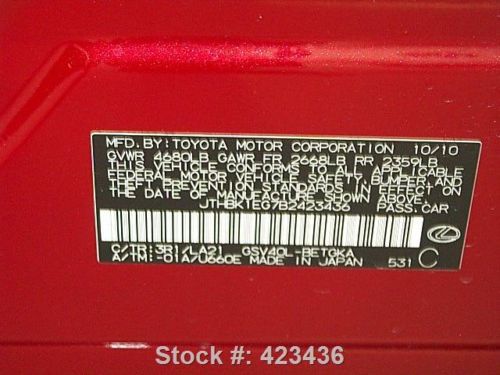 MFD.BY:TOYOTA MOTOR CORPORATION 10/10
GVWR 4680LB GAWR FR 2668LB RR 2359LB
THIS VEHICLE CONFORMS TO ALL APPLICABLE
FEDERAL MOTOR VEHICLE SAFETY, BUMPER AND
THEFT PREVENTION STANDARDS IN EFFECT ON
THE DATE OF MANUFACTURE SHOWN ABOVE.
JTHBK1EG7B2453436 PASS.CAR
C/TR:3R1/LA21 GSV40L-BETGKA
A/TM:-01A/U660E MADE IN JAPAN 531 C
Stock #: 423436